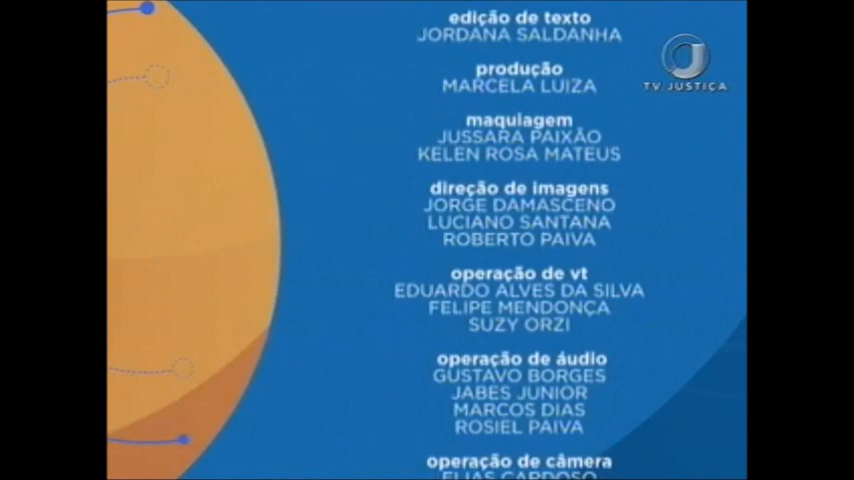 edição de texto
JORDANA SALDANHA
produção
MARCELA LUIZA
maquiagem
JUSSARA PAIXÃO
KELEN ROSA MATEUS
direção de imagens
JORGE DAMASCENO
LUCIANO SANTANA
ROBERTO PAIVA
operação de vt
EDUARDO ALVES DA SILVA
FELIPE MENDONÇA
SUZY ORZI
operação de áudio
GUSTAVO BORGES
JABES JUNIOR
MARCOS DIAS
ROSIEL PAIVA
operação de câmera
ELIAS CARDOSO
TV JUSTIÇA